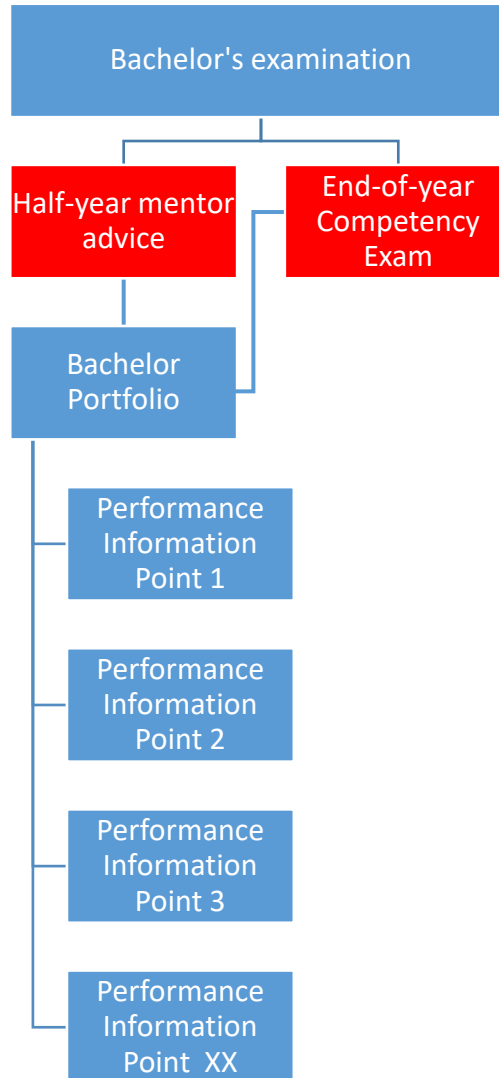 Bachelor's examination
Half-year mentor
advice
End-of-year
Competency
Exam
Bachelor
Portfolio
Performance
Information
Point 1
Performance
Information
Point 2
Performance
Information
Point 3
Performance
Information
Point XX